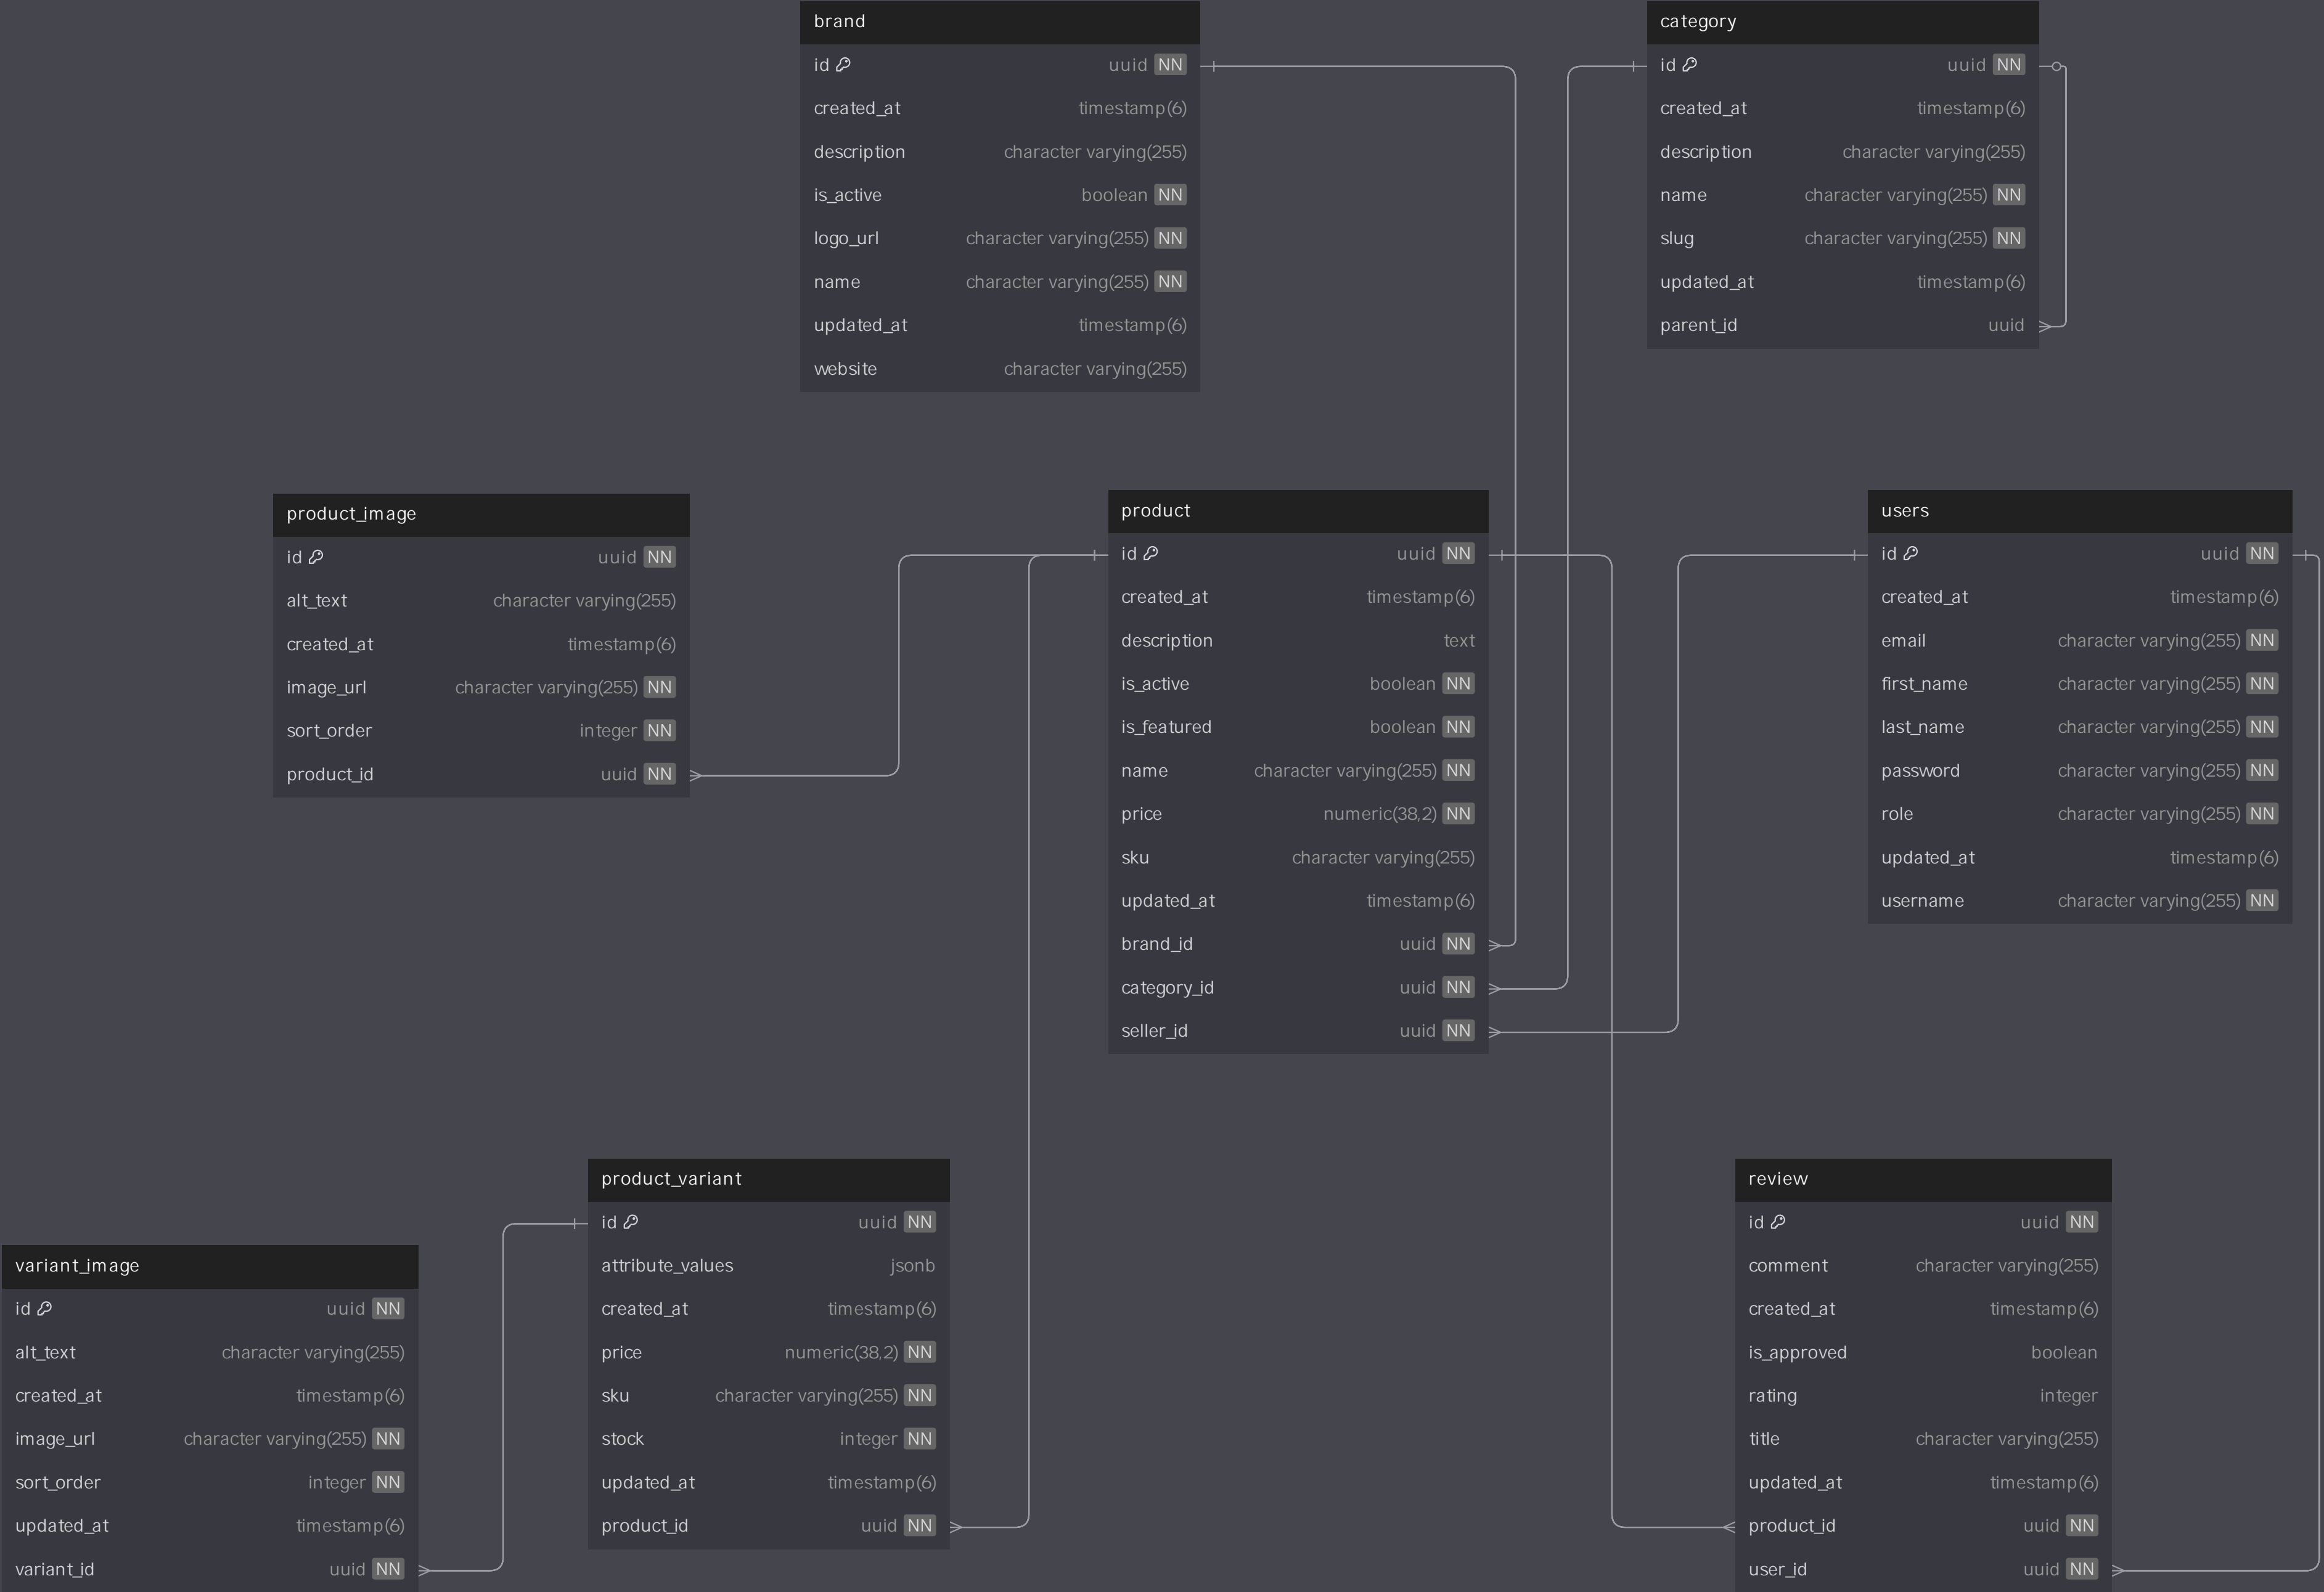 brand
id uuid NN
created_at timestamp(6)
description character varying(255)
is_active boolean NN
logo_url character varying(255) NN
name character varying(255) NN
updated_at timestamp(6)
website character varying(255)
category
id uuid NN
created_at timestamp(6)
description character varying(255)
name character varying(255) NN
slug character varying(255) NN
updated_at timestamp(6)
parent_id uuid
product_image
id uuid NN
alt_text character varying(255)
created_at timestamp(6)
image_url character varying(255) NN
sort_order integer NN
product_id uuid NN
product
id uuid NN
created_at timestamp(6)
description text
is_active boolean NN
is_featured boolean NN
name character varying(255) NN
price numeric(38,2) NN
sku character varying(255)
updated_at timestamp(6)
brand_id uuid NN
category_id uuid NN
seller_id uuid NN
users
id uuid NN
created_at timestamp(6)
email character varying(255) NN
first_name character varying(255) NN
last_name character varying(255) NN
password character varying(255) NN
role character varying(255) NN
updated_at timestamp(6)
username character varying(255) NN
variant_image
id uuid NN
alt_text character varying(255)
created_at timestamp(6)
image_url character varying(255) NN
sort_order integer NN
updated_at timestamp(6)
variant_id uuid NN
product_variant
id uuid NN
attribute_values jsonb
created_at timestamp(6)
price numeric(38,2) NN
sku character varying(255) NN
stock integer NN
updated_at timestamp(6)
product_id uuid NN
review
id uuid NN
comment character varying(255)
created_at timestamp(6)
is_approved boolean
rating integer
title character varying(255)
updated_at timestamp(6)
product_id uuid NN
user_id uuid NN